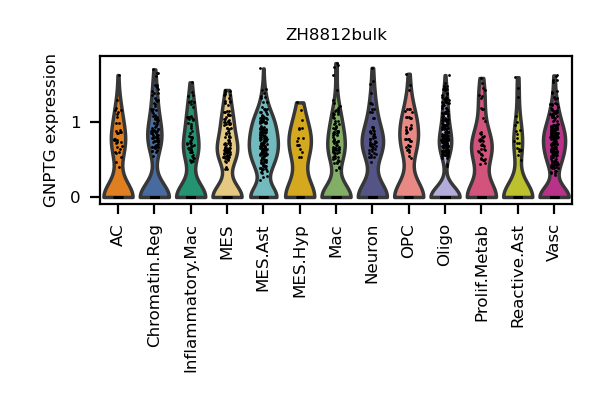 ZH8812bulk
GNPTG expression
1
0
AC
Chromatin.Reg
Inflammatory.Mac
MES
MES.Ast
MES.Hyp
Mac
Neuron
OPC
Oligo
Prolif.Metab
Reactive.Ast
Vasc